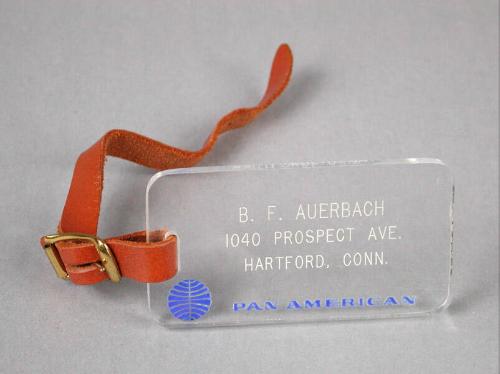 B. F. AUERBACH
1040 PROSPECT AVE.
HARTFORD, CONN.
PAN AMERICAN